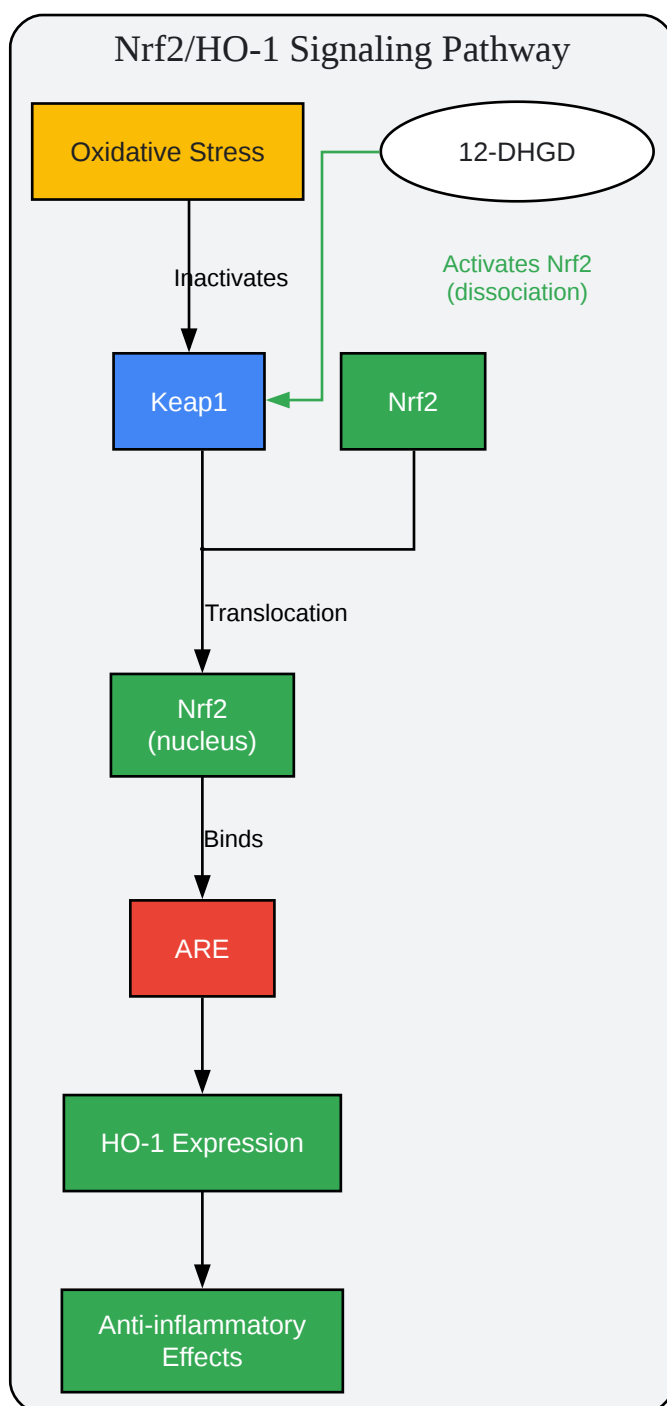 Nrf2/HO-1 Signaling Pathway
Oxidative Stress
12-DHGD
Inactivates
Activates Nrf2
(dissociation)
Keap1
Nrf2
Translocation
Nrf2
(nucleus)
Binds
ARE
HO-1 Expression
Anti-inflammatory
Effects